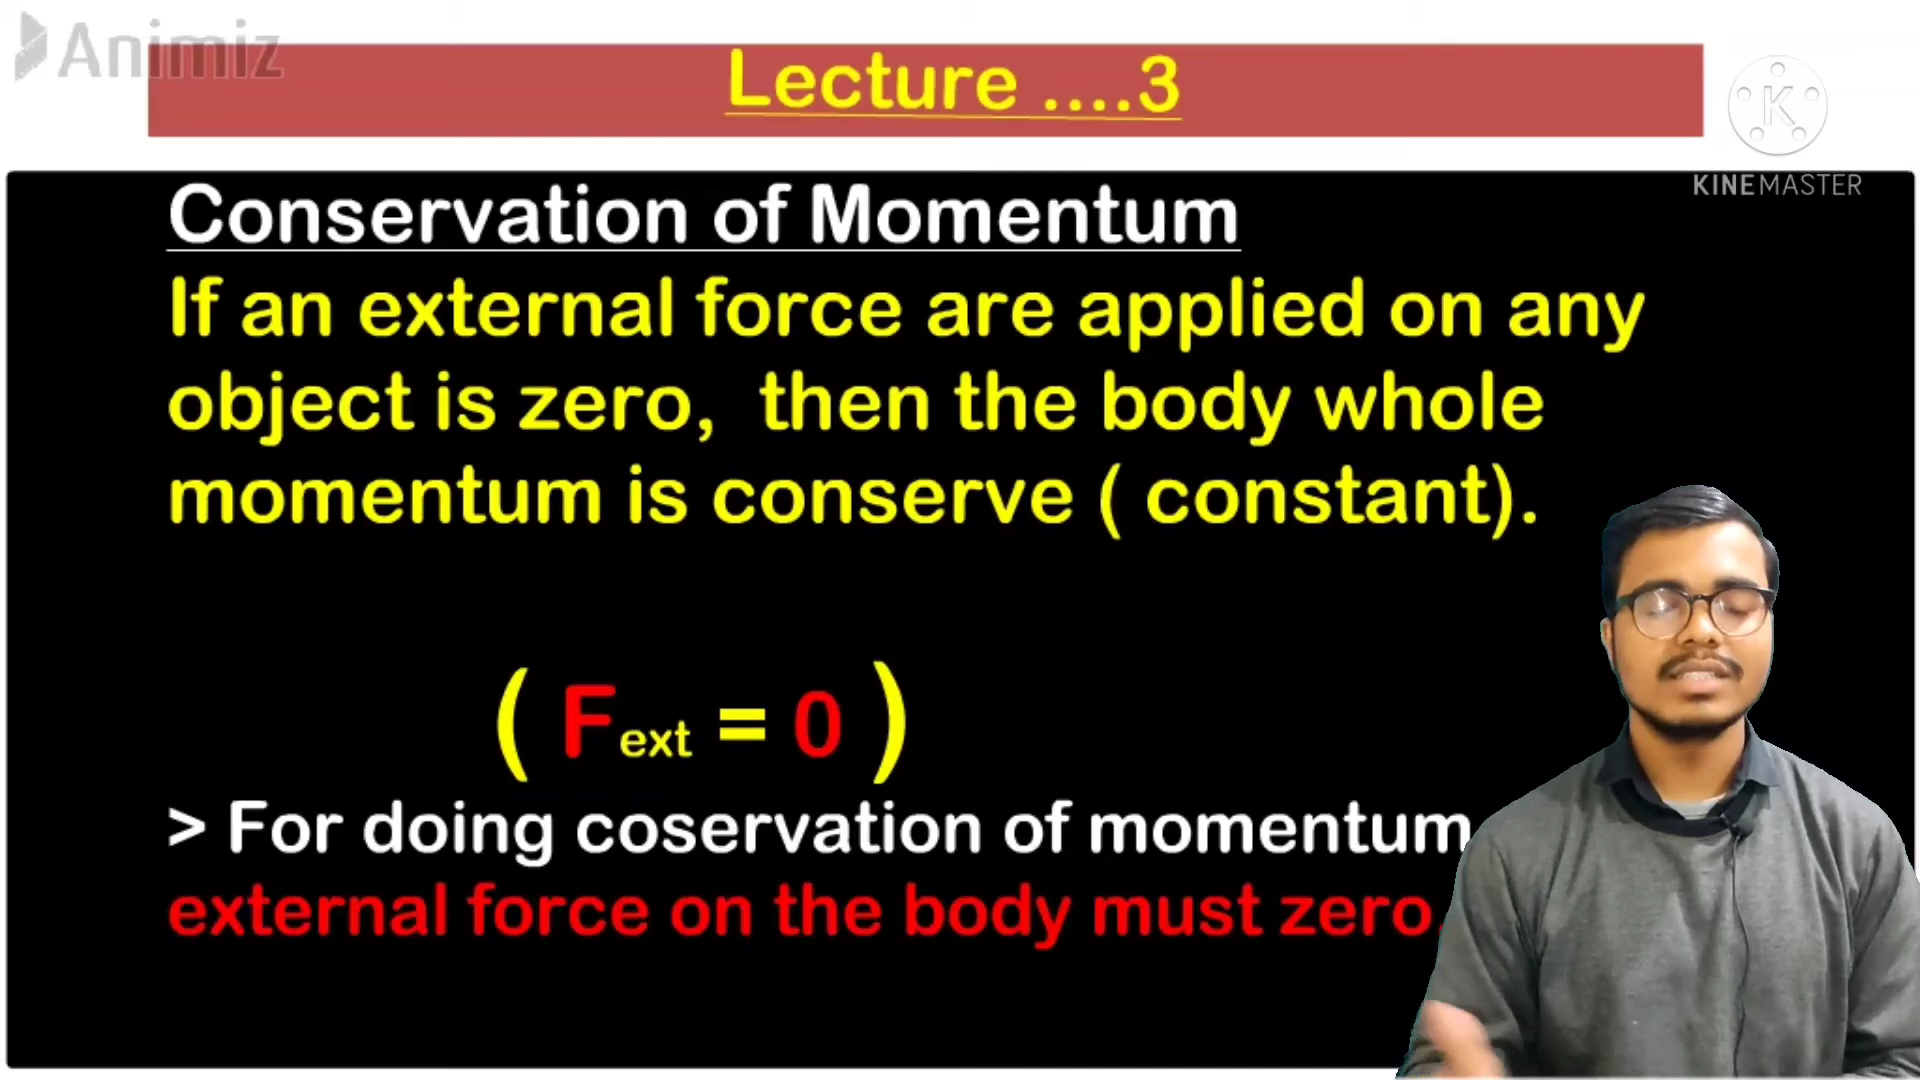 Animiz
Lecture ....3
K
KINEMASTER
Conservation of Momentum
If an external force are applied on any
object is zero, then the body whole
momentum is conserve ( constant).
( Fext = 0 )
> For doing coservation of momentum
external force on the body must zero.